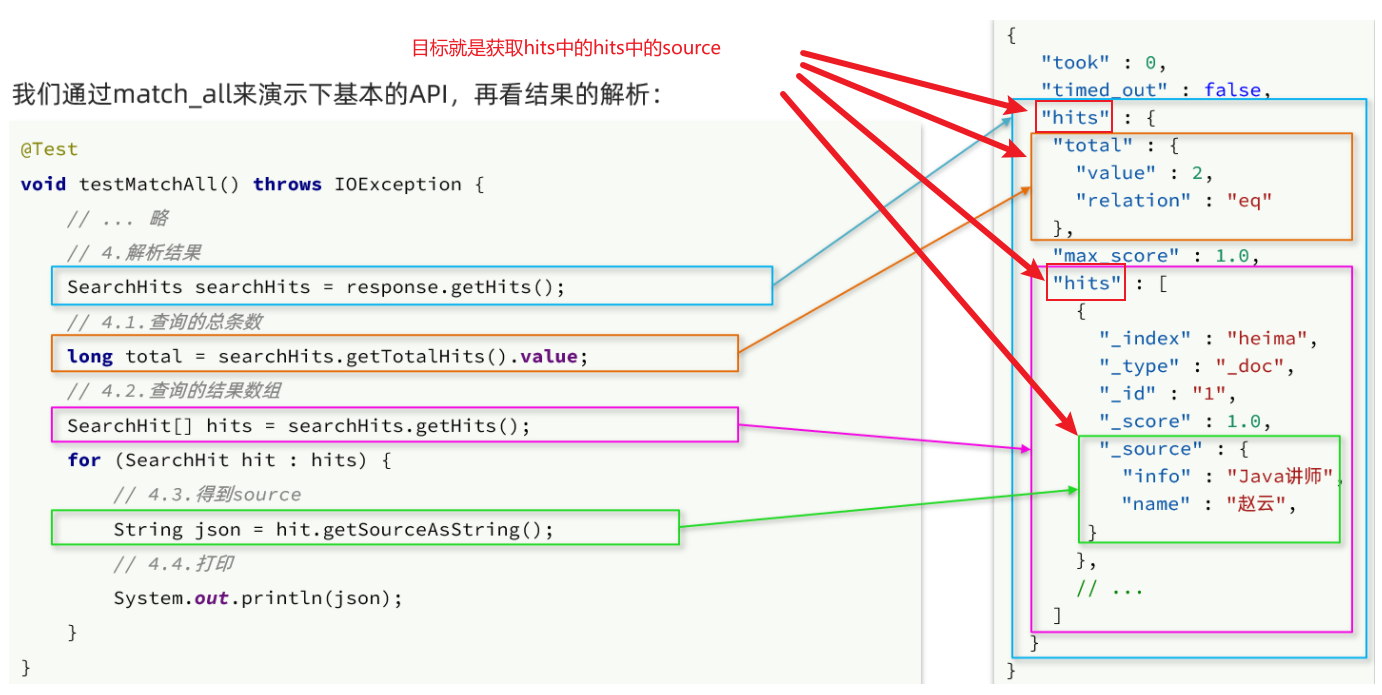 目标就是获取hits中的hits中的source
我们通过match_all来演示下基本的API，再看结果的解析：
@Test
void testMatchAll() throws IOException {
// ... 略
// 4.解析结果
SearchHits searchHits = response.getHits();
// 4.1.查询的总条数
long total = searchHits.getTotalHits().value;
// 4.2.查询的结果数组
SearchHit[] hits = searchHits.getHits();
for (SearchHit hit : hits) {
// 4.3.得到source
String json = hit.getSourceAsString();
// 4.4.打印
System.out.println(json);
}
}
{
"took" : 0,
"timed_out" : false,
"hits" : {
"total" : {
"value" : 2,
"relation" : "eq"
},
"max_score" : 1.0,
"hits" : [
{
"_index" : "heima",
"_type" : "_doc",
"_id" : "1",
"_score" : 1.0,
"_source" : {
"info" : "Java讲师",
"name" : "赵云",
}
},
// ...
]
}
}